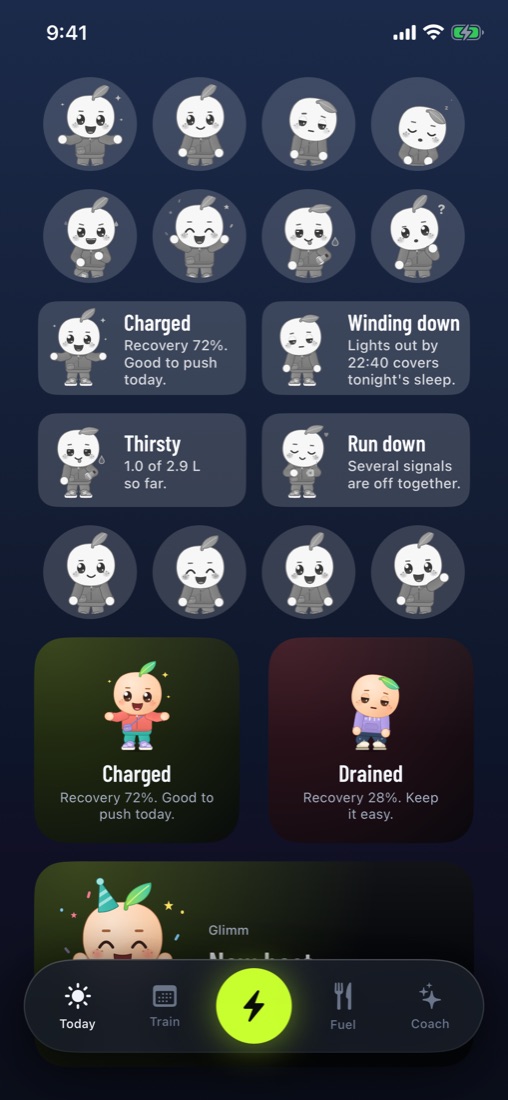 9:41
?
Charged
Recovery 72%.
Good to push
today.
Winding down
Lights out by
22:40 covers
tonight's sleep.
Thirsty
1.0 of 2.9 L
so far.
Run down
Several signals
are off together.
Charged
Recovery 72%. Good to
push today.
Drained
Recovery 28%. Keep
it easy.
Glimm
Today
Train
Fuel
Coach